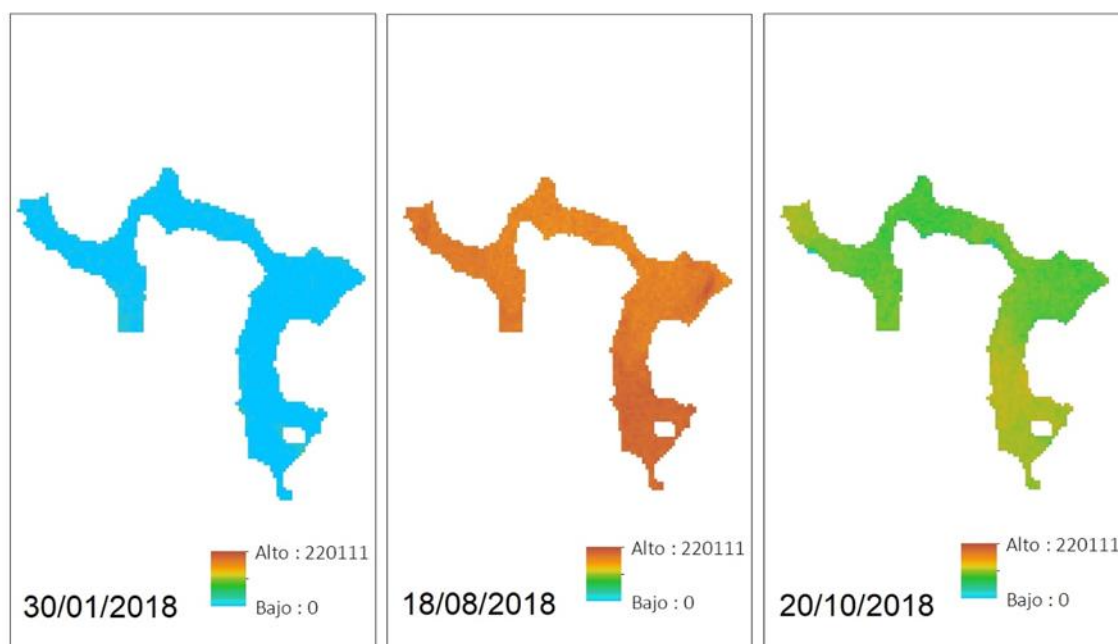 Alto : 220111
Bajo : 0
30/01/2018
Alto : 220111
Bajo : 0
18/08/2018
Alto : 220111
Bajo : 0
20/10/2018